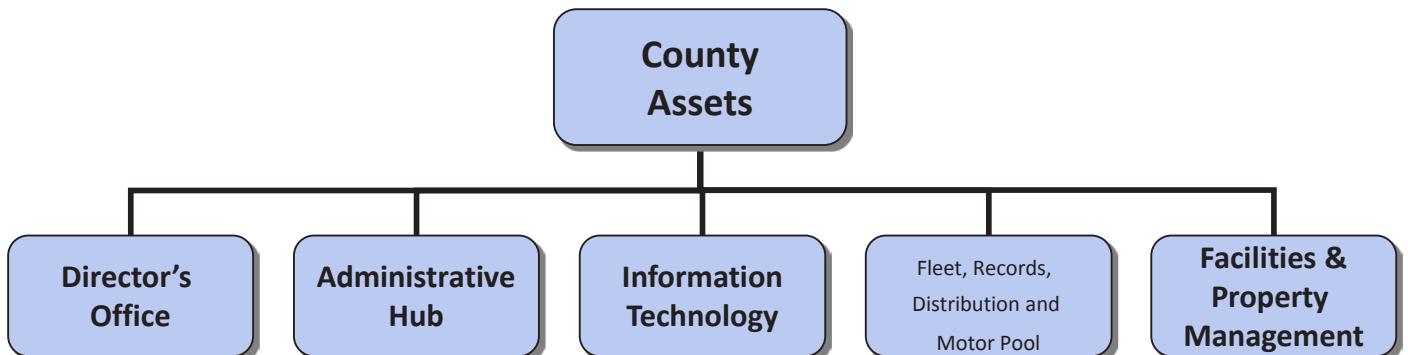 County
Assets
Director’s
Office
Administrative
Hub
Information
Technology
Fleet, Records,
Distribution and
Motor Pool
Facilities &
Property
Management